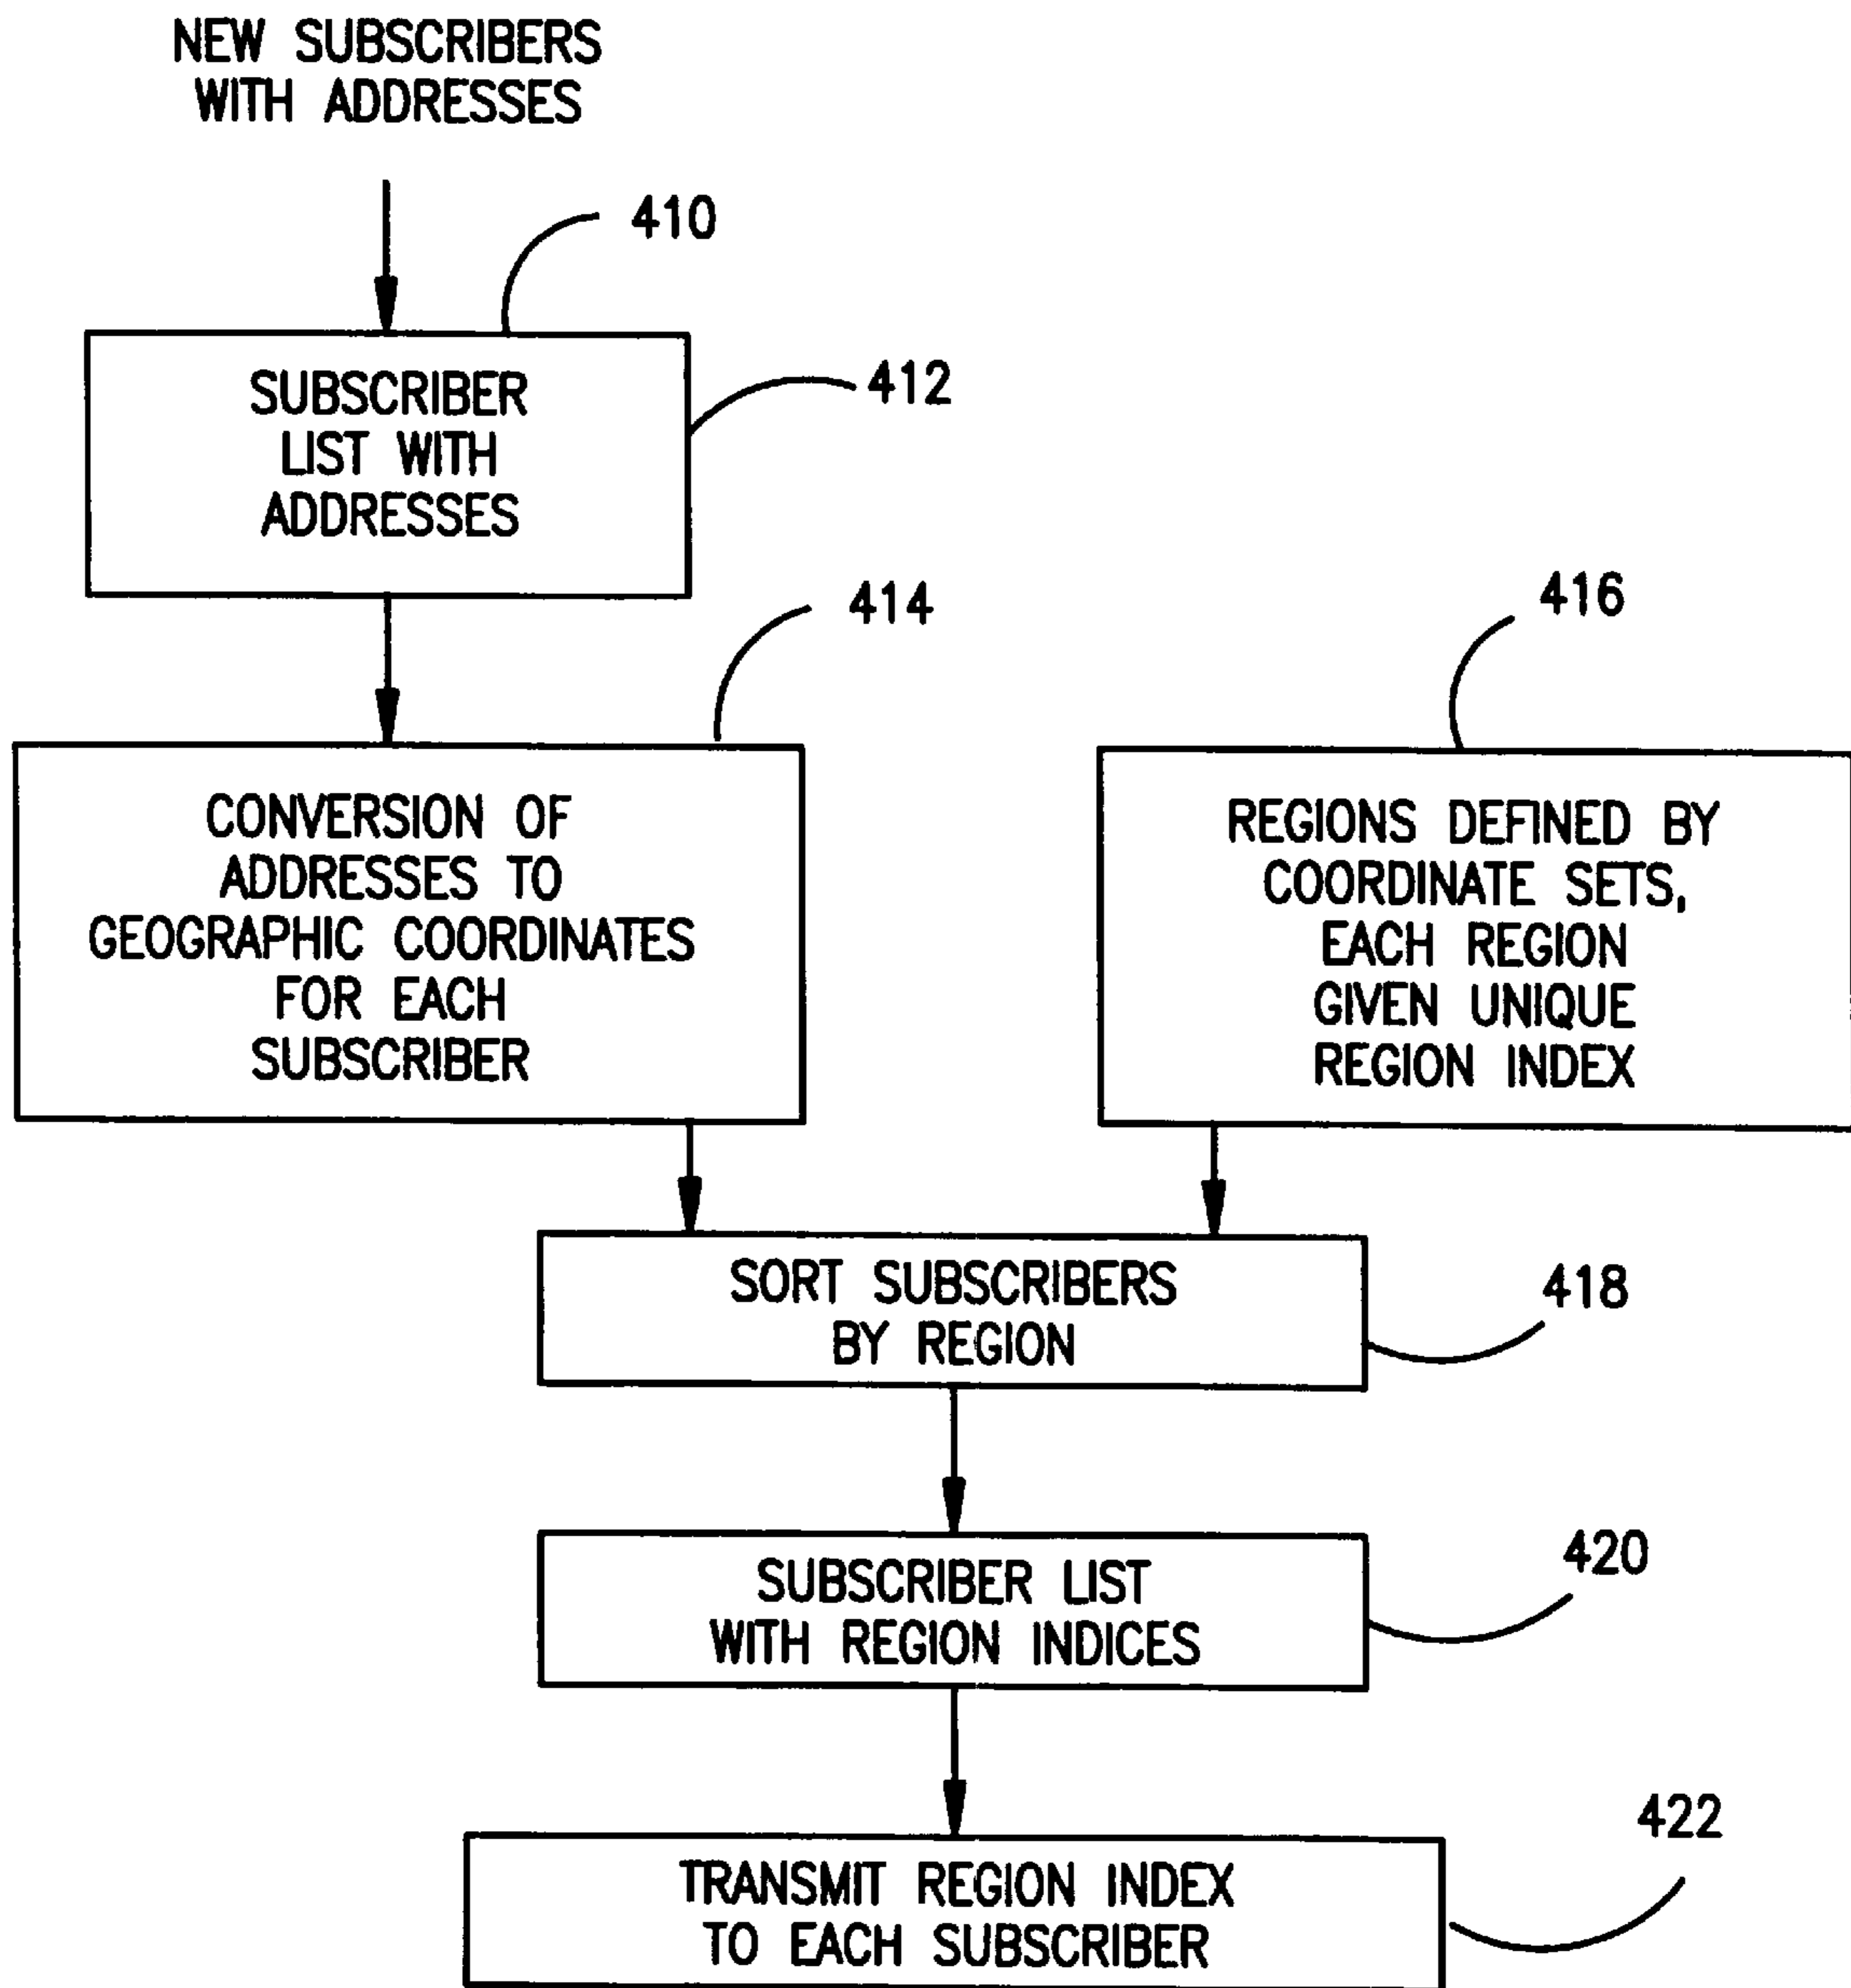 NEW SUBSCRIBERS
WITH ADDRESSES
410
SUBSCRIBER
LIST WITH
ADDRESSES
412
414
CONVERSION OF
ADDRESSES TO
GEOGRAPHIC COORDINATES
FOR EACH
SUBSCRIBER
416
REGIONS DEFINED BY
COORDINATE SETS,
EACH REGION
GIVEN UNIQUE
REGION INDEX
SORT SUBSCRIBERS
BY REGION
418
SUBSCRIBER LIST
WITH REGION INDICES
420
TRANSMIT REGION INDEX
TO EACH SUBSCRIBER
422